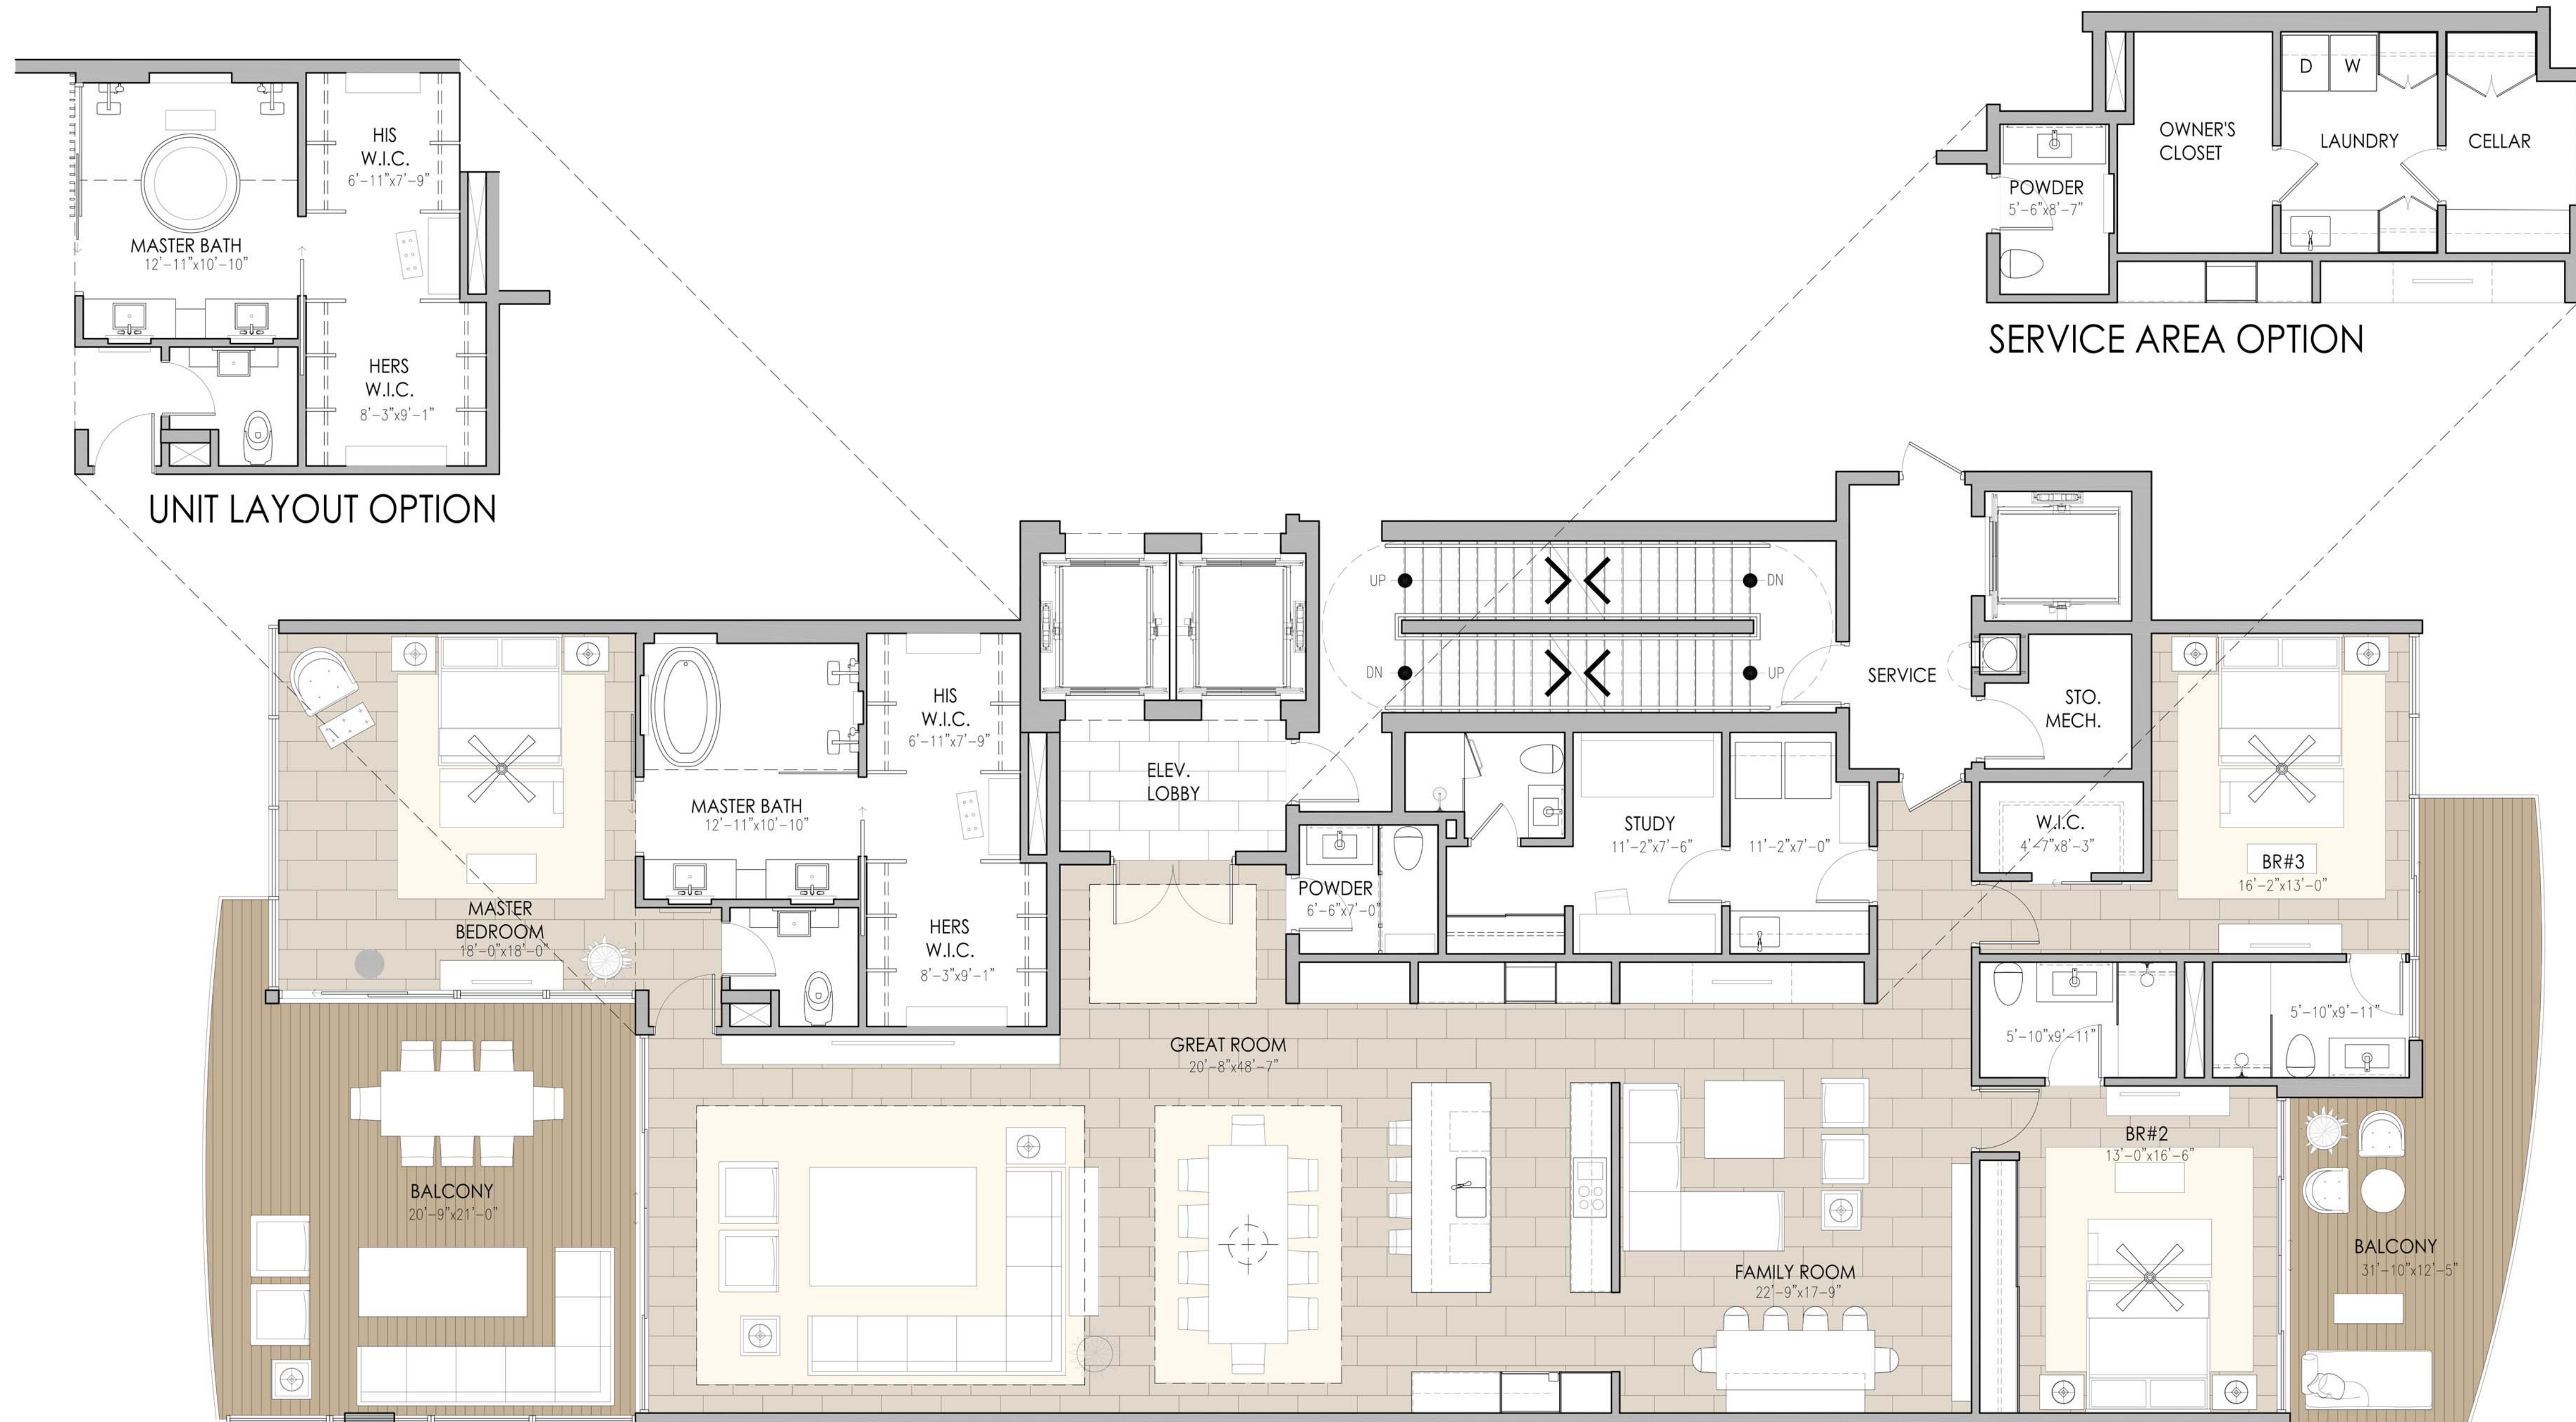 HIS
W.I.C.
6'-11"x7'-9"
MASTER BATH
12'-11"x10'-10"
HERS
W.I.C.
8'-3"x9'-1"
UNIT LAYOUT OPTION
OWNER'S
CLOSET
D
W
LAUNDRY
CELLAR
POWDER
5'-6"x8'-7"
SERVICE AREA OPTION
UP
DN
DN
UP
SERVICE
STO.
MECH.
HIS
W.I.C.
6'-11"x7'-9"
MASTER BATH
12'-11"x10'-10"
ELEV.
LOBBY
STUDY
11'-2"x7'-6"
11'-2"x7'-0"
W.I.C.
4'-7"x8'-3"
BR#3
16'-2"x13'-0"
POWDER
6'-6"x7'-0"
MASTER
BEDROOM
18'-0"x18'-0"
HERS
W.I.C.
8'-3"x9'-1"
5'-10"x9'-11"
5'-10"x9'-11"
GREAT ROOM
20'-8"x48'-7"
BR#2
13'-0"x16'-6"
BALCONY
20'-9"x21'-0"
FAMILY ROOM
22'-9"x17-9"
BALCONY
31'-10"x12'-5"